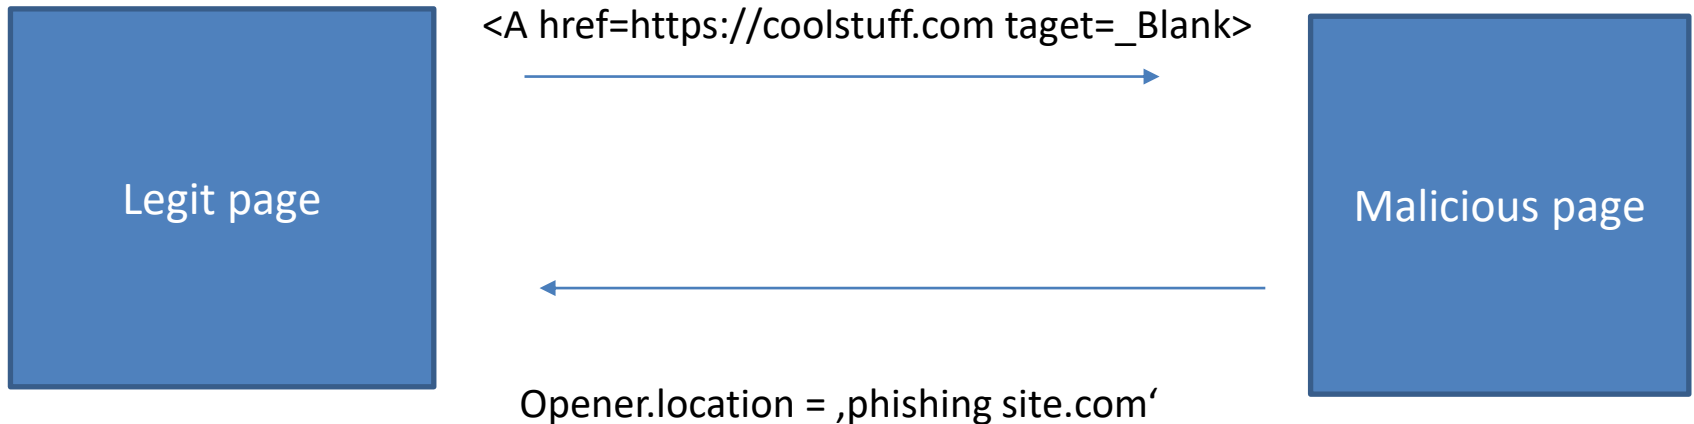 <A href=https://coolstuff.com taget=_Blank>
Legit page
Malicious page
Opener.location = ‚phishing site.com‘